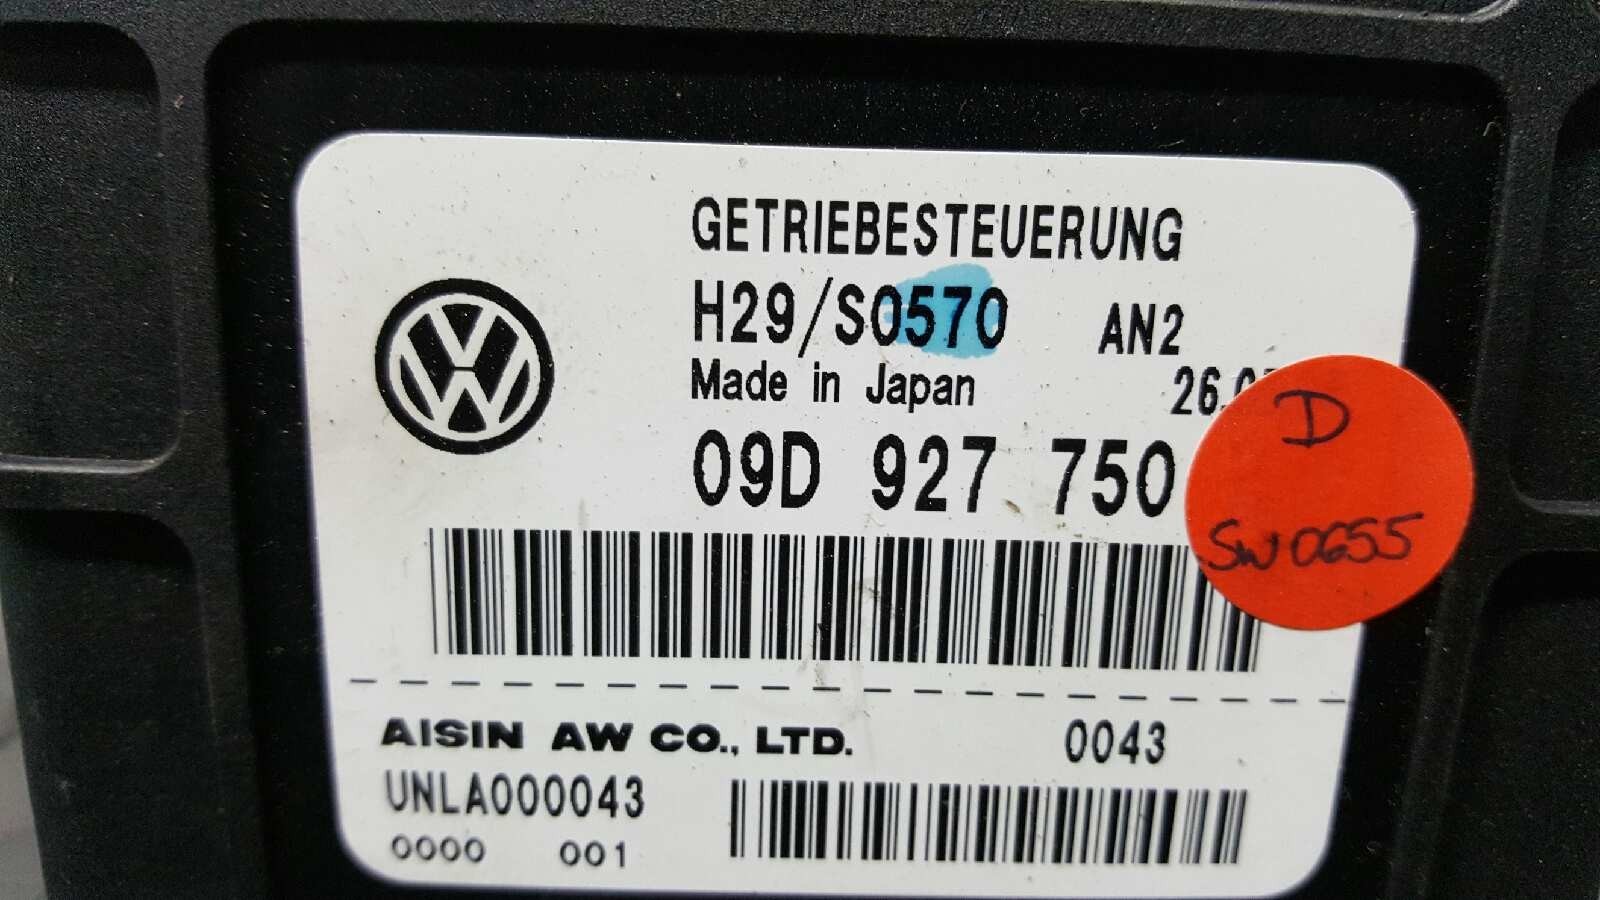 GETRIEBESTEUERUNG
H29/S0570 AN2
Made in Japan
09D 927 750
D
SW0655
AISIN AW CO., LTD. 0043
UNLA000043
0000 001